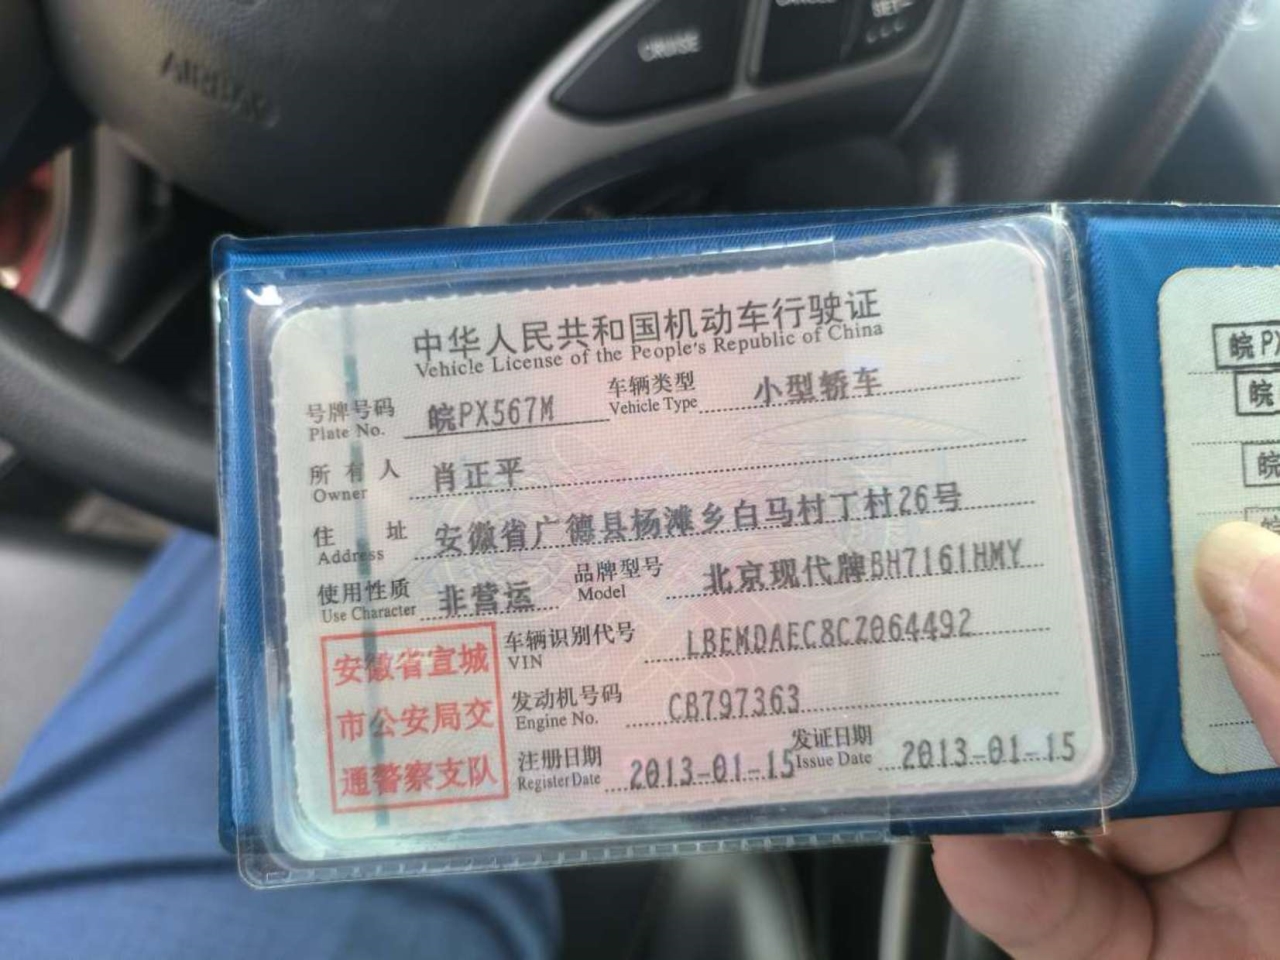 AIRBAG
CRUISE
中华人民共和国机动车行驶证
Vehicle License of the People's Republic of China
号牌号码 皖PX567M 车辆类型 小型轿车
Plate No. Vehicle Type
所有人 肖正平
Owner
住址 安徽省广德县杨滩乡白马村丁村26号
Address
使用性质 非营运 品牌型号 北京现代牌BH7161HMY
Use Character Model
安徽省宣城
市公安局交
通警察支队
车辆识别代号 LBEMDAEC8CZ064492
VIN
发动机号码 CB797363
Engine No.
注册日期 2013-01-15 发证日期 2013-01-15
Register Date Issue Date
皖P
皖
皖